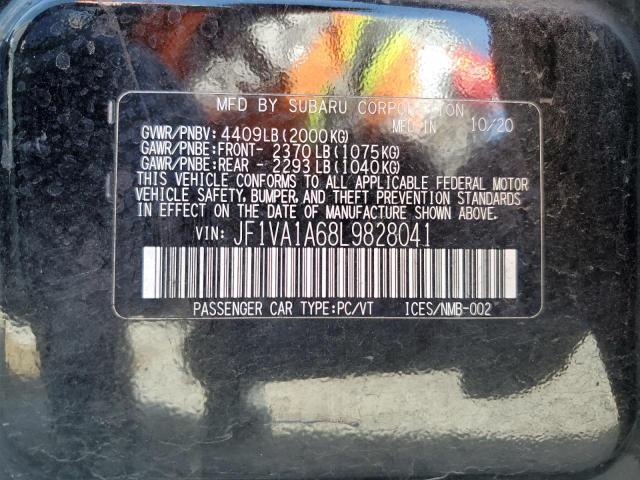 MFD BY SUBARU CORPORATION
MFD IN 10/20
GVWR/PNBV: 4409LB(2000KG)
GAWR/PNBE:FRONT- 2370LB(1075KG)
GAWR/PNBE:REAR - 2293LB(1040KG)
THIS VEHICLE CONFORMS TO ALL APPLICABLE FEDERAL MOTOR
VEHICLE SAFETY, BUMPER, AND THEFT PREVENTION STANDARDS
IN EFFECT ON THE DATE OF MANUFACTURE SHOWN ABOVE.
VIN: JF1VA1A68L9828041
PASSENGER CAR TYPE:PC/VT ICES/NMB-002